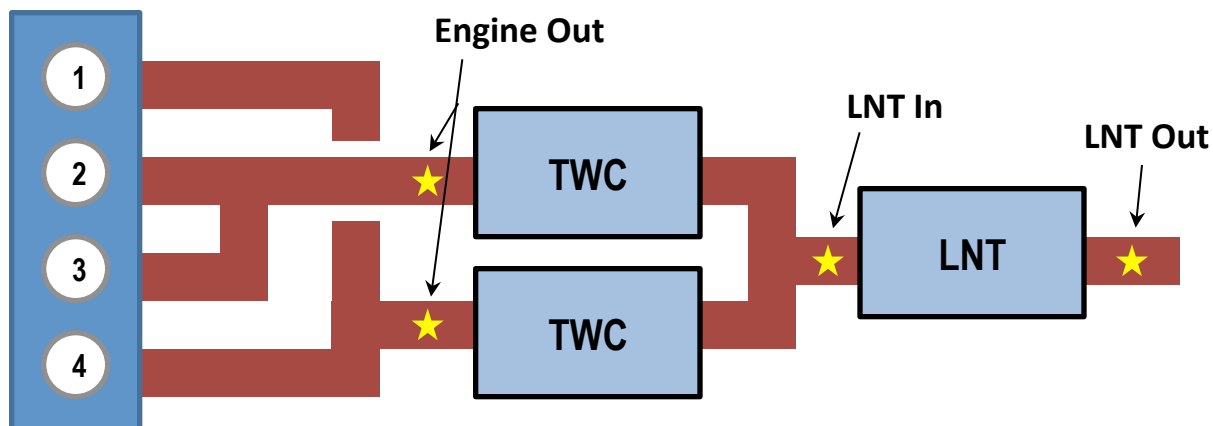 Engine Out
1
LNT In
LNT Out
2
TWC
3
LNT
4
TWC